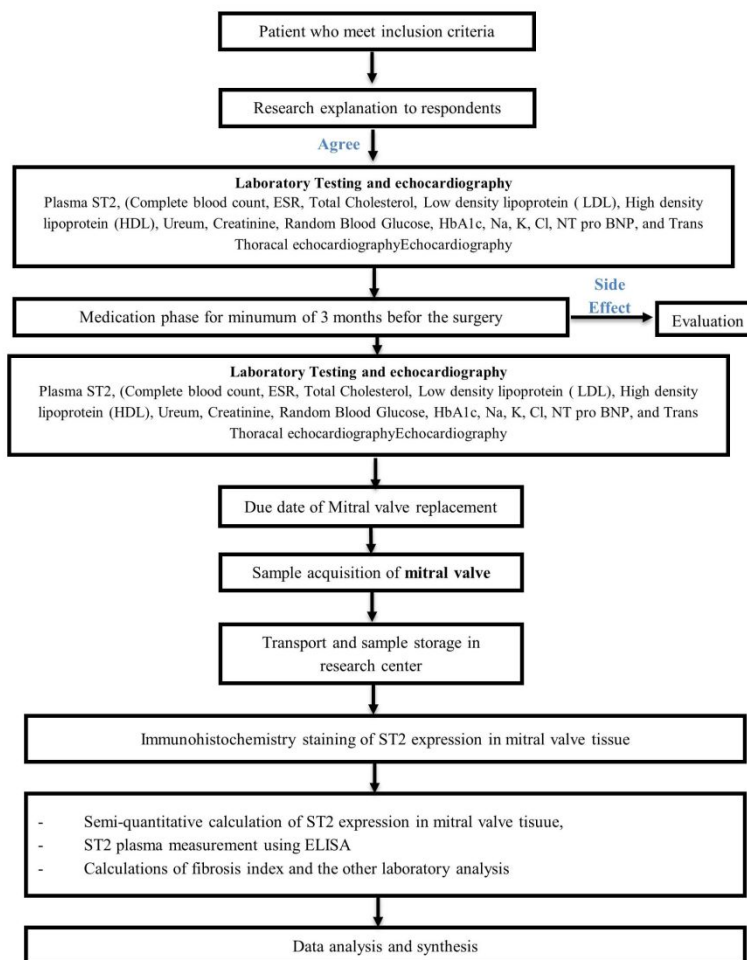 Patient who meet inclusion criteria
Research explanation to respondents
Agree
Laboratory Testing and echocardiography
Plasma ST2, (Complete blood count, ESR, Total Cholesterol, Low density lipoprotein ( LDL), High density
lipoprotein (HDL), Ureum, Creatinine, Random Blood Glucose, HbA1c, Na, K, Cl, NT pro BNP, and Trans
Thoracal echocardiographyEchocardiography
Side
Effect
Medication phase for minumum of 3 months befor the surgery
Evaluation
Laboratory Testing and echocardiography
Plasma ST2, (Complete blood count, ESR, Total Cholesterol, Low density lipoprotein ( LDL), High density
lipoprotein (HDL), Ureum, Creatinine, Random Blood Glucose, HbA1c, Na, K, Cl, NT pro BNP, and Trans
Thoracal echocardiographyEchocardiography
Due date of Mitral valve replacement
Sample acquisition of mitral valve
Transport and sample storage in
research center
Immunohistochemistry staining of ST2 expression in mitral valve tissue
- Semi-quantitative calculation of ST2 expression in mitral valve tisuue,
- ST2 plasma measurement using ELISA
- Calculations of fibrosis index and the other laboratory analysis
Data analysis and synthesis